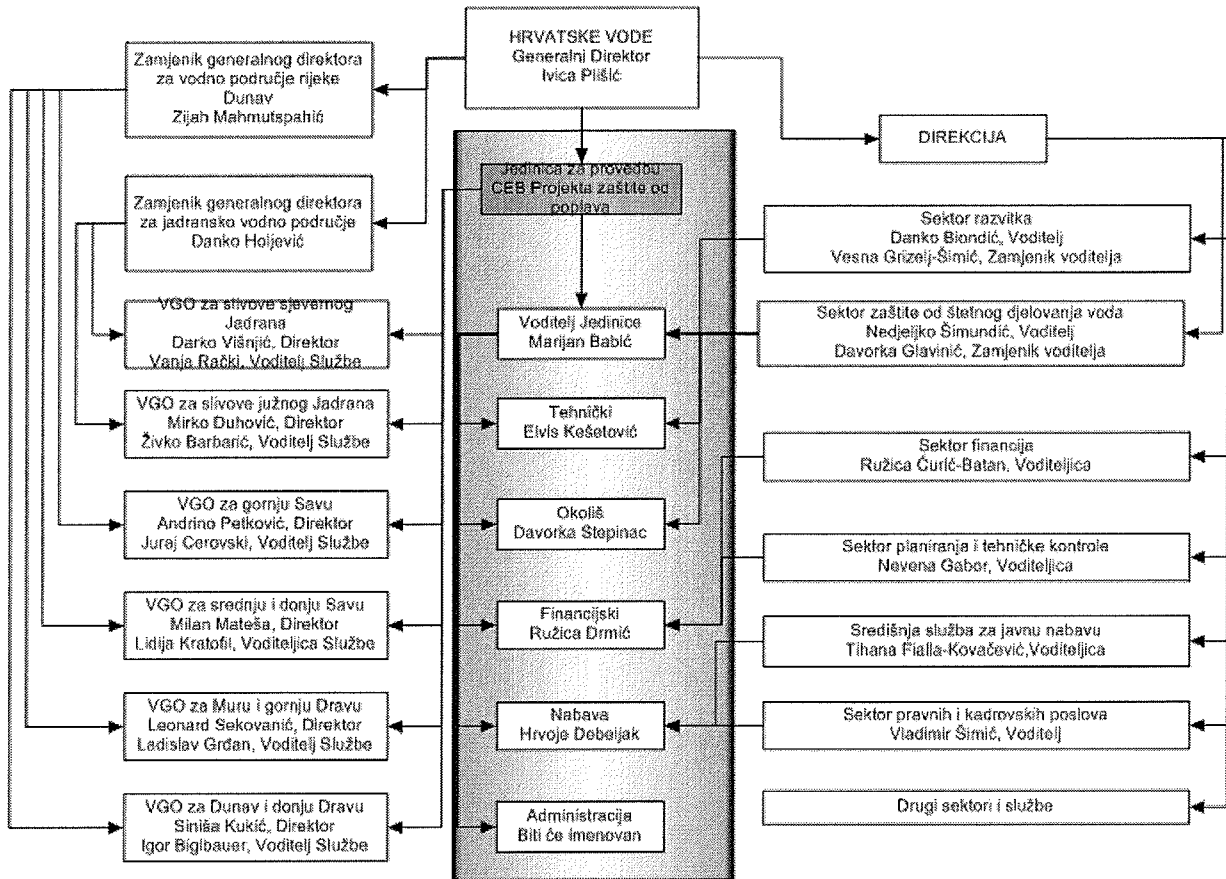 HRVATSKE VODE
Generalni Direktor
Ivica Plišić
Zamjenik generalnog direktora
za vodno područje rijeke
Dunav
Zijah Mahmutspahić
DIREKCIJA
Jedinica za provedbu
CEB Projekta zaštite od
poplava
Zamjenik generalnog direktora
za jadransko vodno područje
Danko Holjević
Sektor razvitka
Danko Biondić, Voditelj
Vesna Grizelj-Šimić, Zamjenik voditelja
VGO za slivove sjevernog
Jadrana
Darko Višnjić, Direktor
Vanja Rački, Voditelj Službe
Voditelj Jedinice
Marijan Babić
Sektor zaštite od štetnog djelovanja voda
Nedjeljko Šimundić, Voditelj
Davorka Glavinić, Zamjenik voditelja
VGO za slivove južnog Jadrana
Mirko Duhović, Direktor
Živko Barbarić, Voditelj Službe
Tehnički
Elvis Kešetović
Sektor financija
Ružica Ćurić-Batan, Voditeljica
VGO za gornju Savu
Andrino Petković, Direktor
Juraj Cerovski, Voditelj Službe
Okoliš
Davorka Stepinac
Sektor planiranja i tehničke kontrole
Nevena Gabor, Voditeljica
VGO za srednju i donju Savu
Milan Mateša, Direktor
Lidija Kratofil, Voditeljica Službe
Financijski
Ružica Drmić
Središnja služba za javnu nabavu
Tihana Fialla-Kovačević,Voditeljica
VGO za Muru i gornju Dravu
Leonard Sekovanić, Direktor
Ladislav Grđan, Voditelj Službe
Nabava
Hrvoje Debeljak
Sektor pravnih i kadrovskih poslova
Vladimir Šimić, Voditelj
VGO za Dunav i donju Dravu
Siniša Kukić, Direktor
Igor Biglbauer, Voditelj Službe
Administracija
Biti će imenovan
Drugi sektori i službe